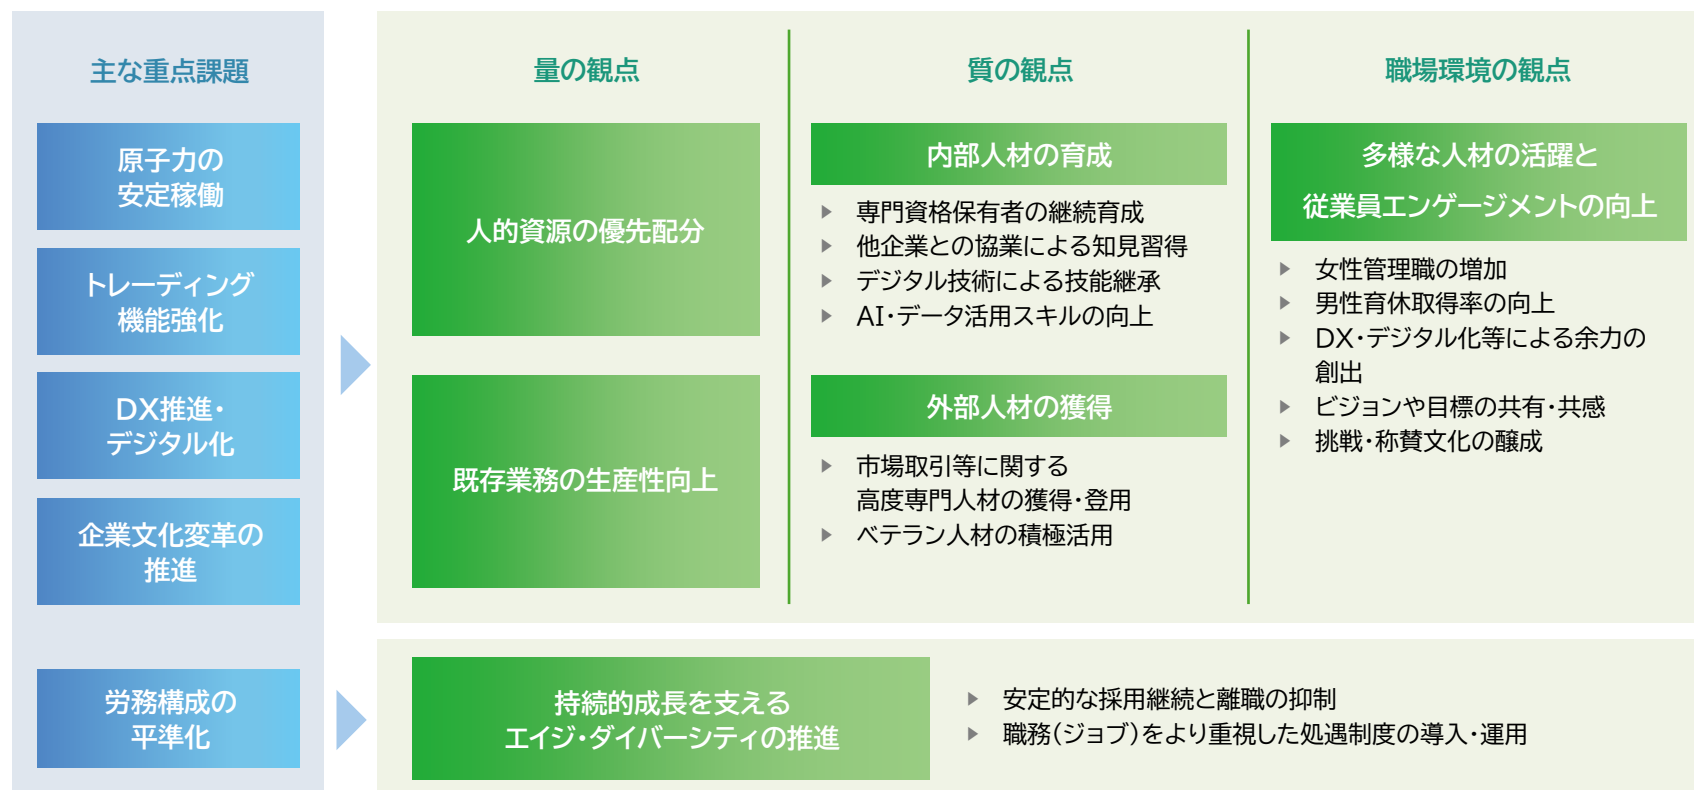 主な重点課題
原子力の
安定稼働
トレーディング
機能強化
DX推進・
デジタル化
企業文化変革の
推進
労務構成の
平準化
量の観点
人的資源の優先配分
既存業務の生産性向上
質の観点
内部人材の育成
専門資格保有者の継続育成
他企業との協業による知見習得
デジタル技術による技能継承
AI・データ活用スキルの向上
外部人材の獲得
市場取引等に関する
高度専門人材の獲得・登用
ベテラン人材の積極活用
職場環境の観点
多様な人材の活躍と
従業員エンゲージメントの向上
女性管理職の増加
男性育休取得率の向上
DX・デジタル化等による余力の
創出
ビジョンや目標の共有・共感
挑戦・称賛文化の醸成
持続的成長を支える
エイジ・ダイバーシティの推進
安定的な採用継続と離職の抑制
職務(ジョブ)をより重視した処遇制度の導入・運用